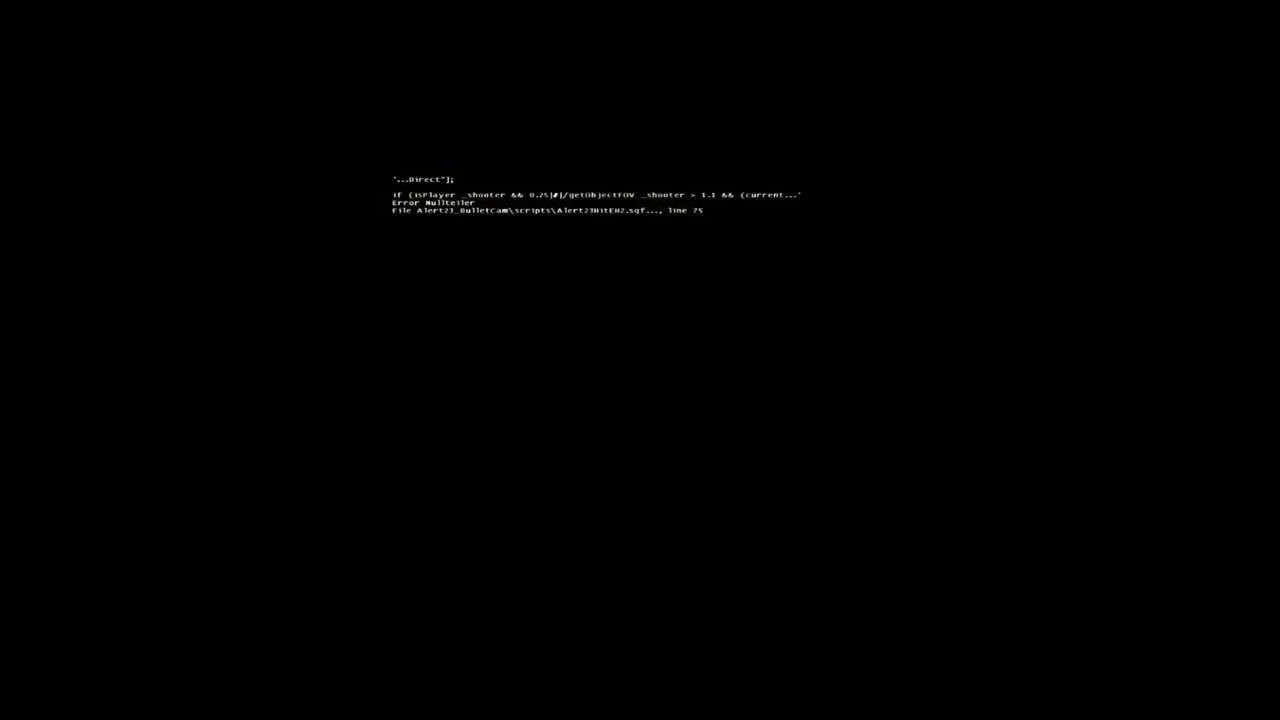 '...Direct"];
if (isPlayer _shooter && 0.25|#|/getObjectFOV _shooter > 1.1 && (current...'
Error Nullteiler
File Alert23_BulletCam\scripts\Alert23HitEH2.sqf..., line 75